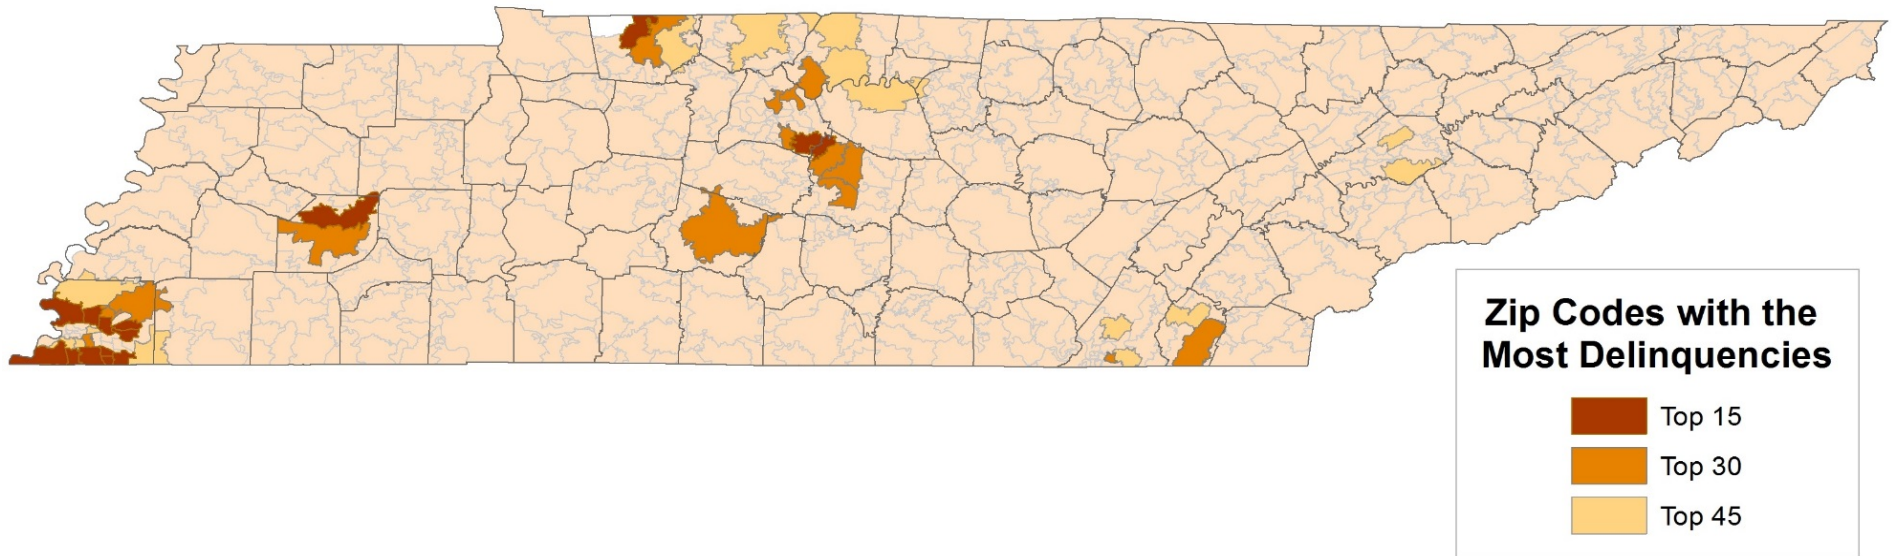 Zip Codes with the
Most Delinquencies
Top 15
Top 30
Top 45